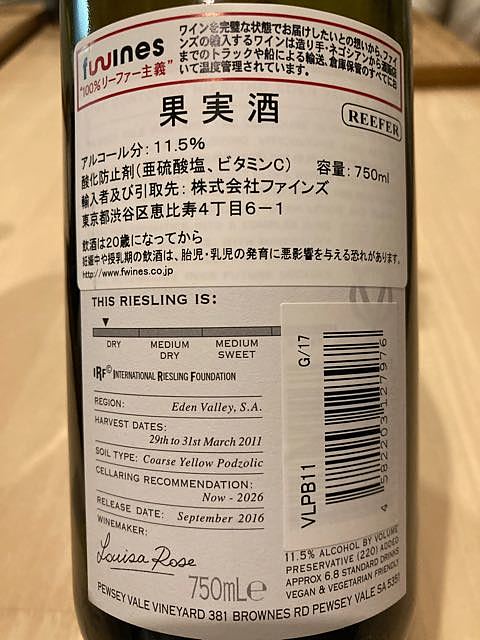 fwines
"100%リーファー主義"
ワインを完璧な状態でお届けしたいとの想いから、ファイ
ンズの輸入するワインは造り手・ネゴシアンから運搬
までのトラックや船による輸送、倉庫保管のすべてにお
いて温度管理されています。
果実酒
REEFER
アルコール分：11.5%
酸化防止剤（亜硫酸塩、ビタミンC） 容量：750ml
輸入者及び引取先：株式会社ファインズ
東京都渋谷区恵比寿4丁目6−1
飲酒は20歳になってから
妊娠中や授乳期の飲酒は、胎児・乳児の発育に悪影響を与える恐れがあります。
http://www.fwines.co.jp
THIS RIESLING IS:
DRY MEDIUM DRY MEDIUM SWEET
IRF© INTERNATIONAL RIESLING FOUNDATION
REGION: Eden Valley, S.A.
HARVEST DATES:
29th to 31st March 2011
SOIL TYPE: Coarse Yellow Podzolic
CELLARING RECOMMENDATION:
Now - 2026
RELEASE DATE: September 2016
WINEMAKER:
Louisa Rose
750mLe
G/17
VLPB11
4 582203 127976
11.5% ALCOHOL BY VOLUME
PRESERVATIVE (220) ADDED
APPROX 6.8 STANDARD DRINKS
VEGAN & VEGETARIAN FRIENDLY
PEWSEY VALE VINEYARD 381 BROWNES RD PEWSEY VALE SA 5351